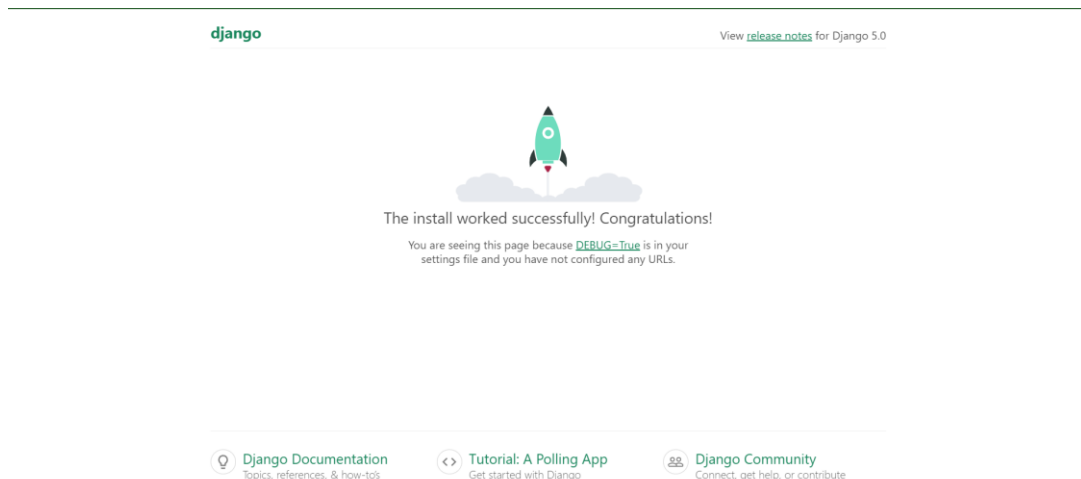 django
View release notes for Django 5.0
The install worked successfully! Congratulations!
You are seeing this page because DEBUG=True is in your
settings file and you have not configured any URLs.
Django Documentation
Topics, references, & how-to's
Tutorial: A Polling App
Get started with Django
Django Community
Connect, get help, or contribute